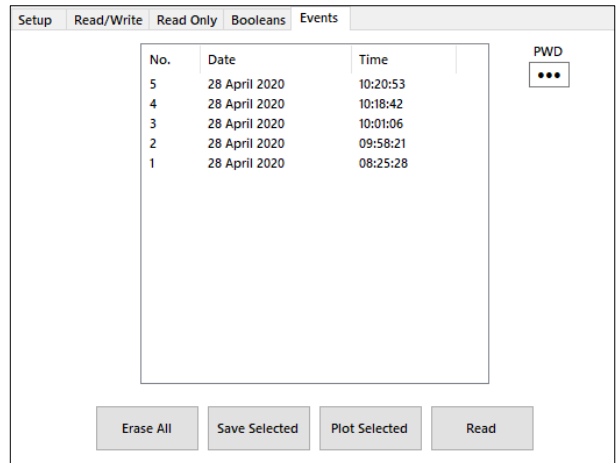 Setup Read/Write Read Only Booleans Events
PWD
•••
No. Date Time
5 28 April 2020 10:20:53
4 28 April 2020 10:18:42
3 28 April 2020 10:01:06
2 28 April 2020 09:58:21
1 28 April 2020 08:25:28
Erase All Save Selected Plot Selected Read